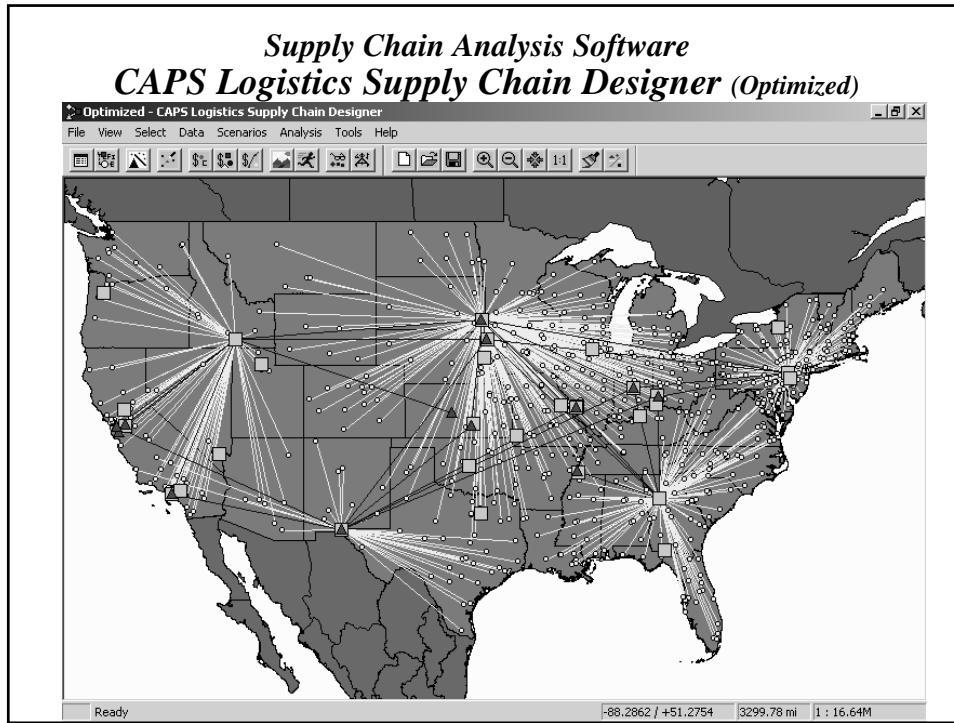 Supply Chain Analysis Software
CAPS Logistics Supply Chain Designer (Optimized)
Optimized - CAPS Logistics Supply Chain Designer
File View Select Data Scenarios Analysis Tools Help
1:1
Ready -88.2862 / +51.2754 3299.78 mi 1 : 16.64M